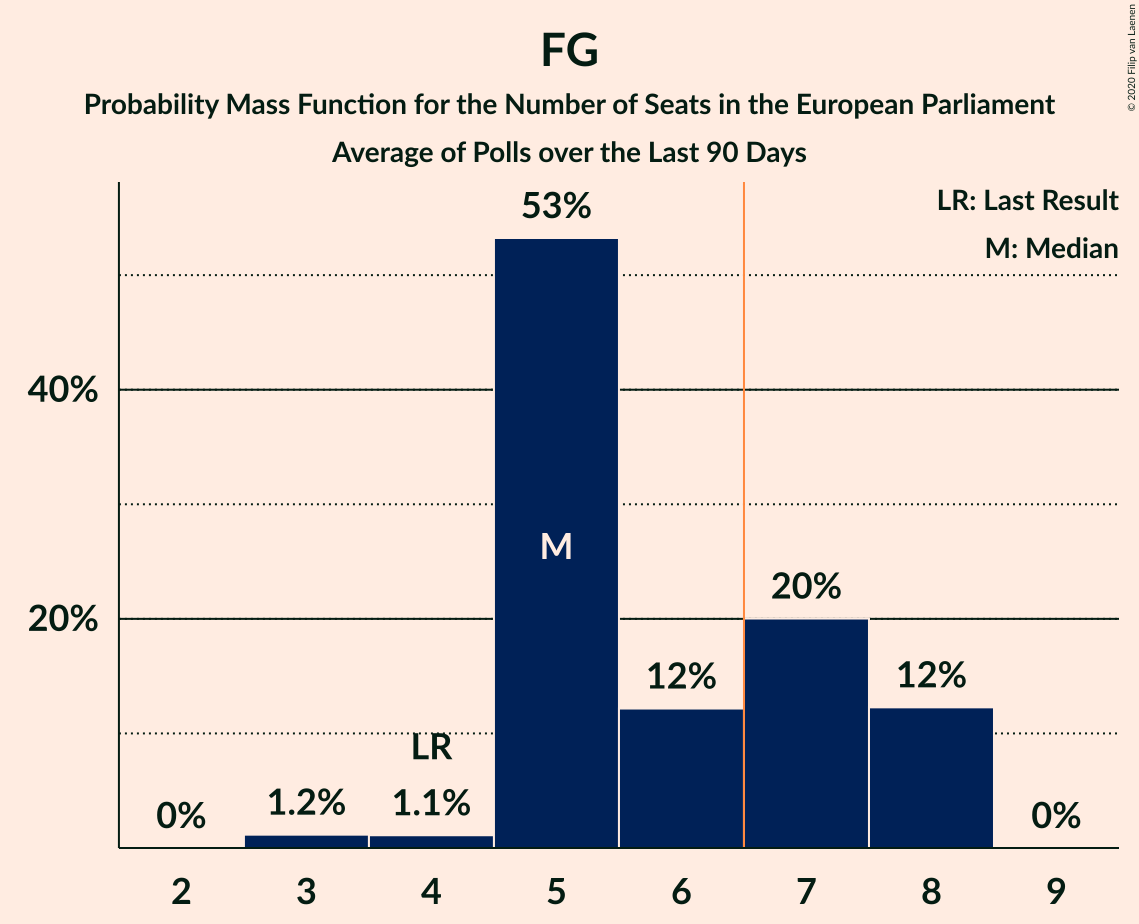 FG
Probability Mass Function for the Number of Seats in the European Parliament
Average of Polls over the Last 90 Days
© 2020 Filip van Laenen
LR: Last Result
M: Median
53%
40%
M
20%
20%
12%
12%
LR
1.2%
1.1%
0%
0%
2 3 4 5 6 7 8 9